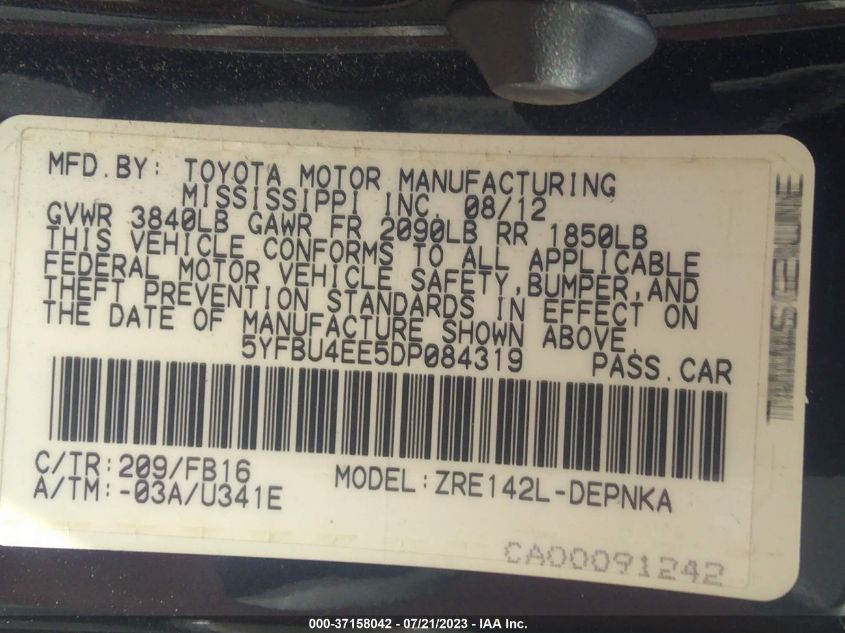 MFD.BY: TOYOTA MOTOR MANUFACTURING
MISSISSIPPI INC. 08/12
GVWR 3840LB GAWR FR 2090LB RR 1850LB
THIS VEHICLE CONFORMS TO ALL APPLICABLE
FEDERAL MOTOR VEHICLE SAFETY,BUMPER,AND
THEFT PREVENTION STANDARDS IN EFFECT ON
THE DATE OF MANUFACTURE SHOWN ABOVE.
5YFBU4EE5DP084319 PASS.CAR
C/TR:209/FB16
A/TM:-03A/U341E
MODEL:ZRE142L-DEPNKA
CA00091242
000-37158042 - 07/21/2023 - IAA Inc.